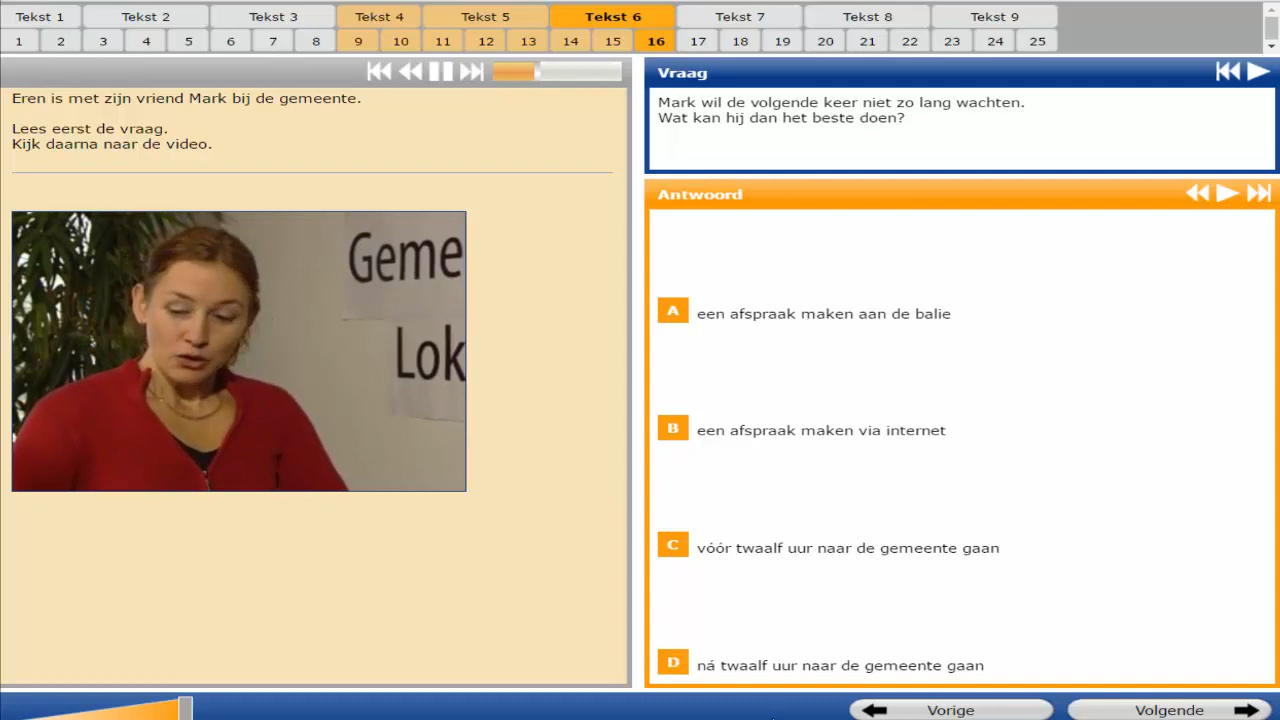 Tekst 1 Tekst 2 Tekst 3 Tekst 4 Tekst 5 Tekst 6 Tekst 7 Tekst 8 Tekst 9
1 2 3 4 5 6 7 8 9 10 11 12 13 14 15 16 17 18 19 20 21 22 23 24 25
Eren is met zijn vriend Mark bij de gemeente.
Lees eerst de vraag.
Kijk daarna naar de video.
Geme
Lok
Vraag
Mark wil de volgende keer niet zo lang wachten.
Wat kan hij dan het beste doen?
Antwoord
A een afspraak maken aan de balie
B een afspraak maken via internet
C vóór twaalf uur naar de gemeente gaan
D ná twaalf uur naar de gemeente gaan
Vorige Volgende